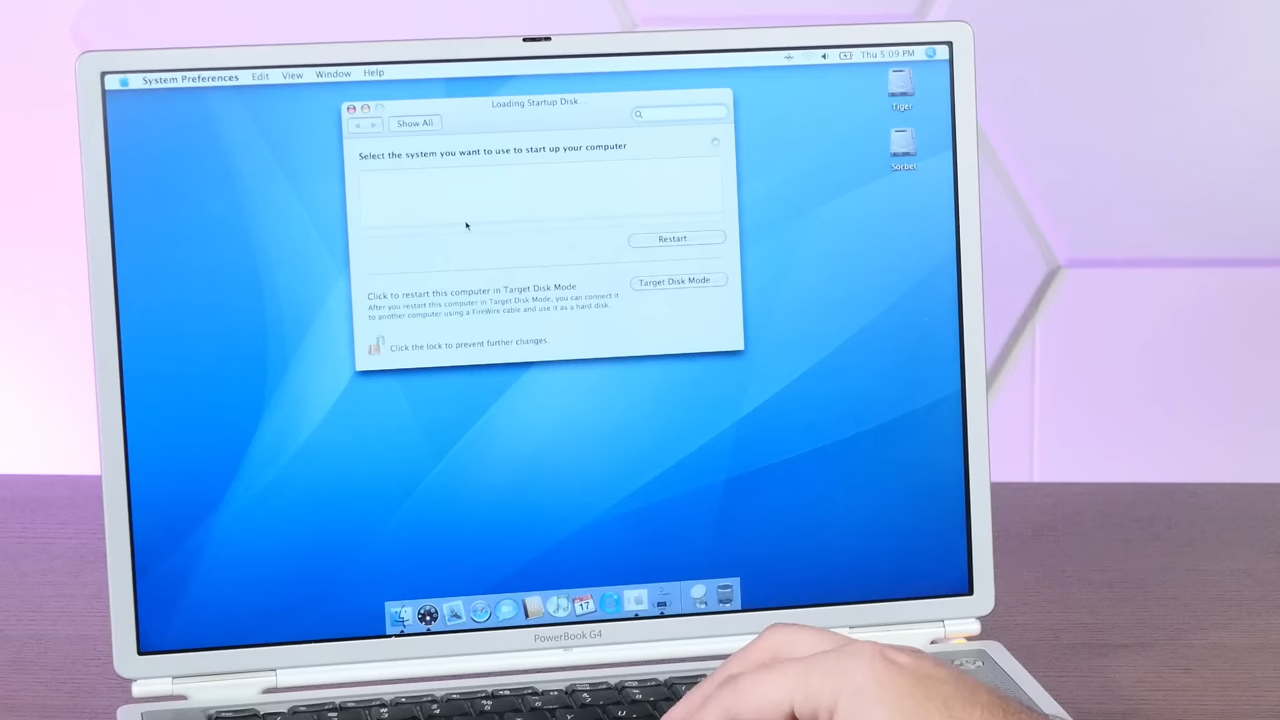 System Preferences Edit View Window Help Thu 5:09 PM
Loading Startup Disk...
Show All
Select the system you want to use to start up your computer
Restart
Click to restart this computer in Target Disk Mode
After you restart this computer in Target Disk Mode, you can connect it
to another computer using a FireWire cable and use it as a hard disk.
Target Disk Mode...
Click the lock to prevent further changes.
Tiger
Sorbet
17
PowerBook G4